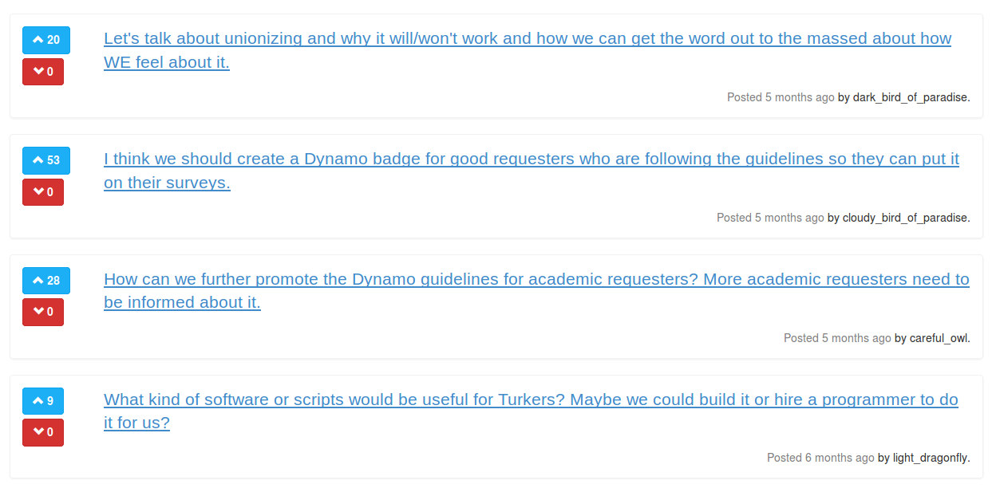 20
Let's talk about unionizing and why it will/won't work and how we can get the word out to the massed about how
WE feel about it.
0
Posted 5 months ago by dark_bird_of_paradise.
53
I think we should create a Dynamo badge for good requesters who are following the guidelines so they can put it
on their surveys.
0
Posted 5 months ago by cloudy_bird_of_paradise.
28
How can we further promote the Dynamo guidelines for academic requesters? More academic requesters need to
be informed about it.
0
Posted 5 months ago by careful_owl.
9
What kind of software or scripts would be useful for Turkers? Maybe we could build it or hire a programmer to do
it for us?
0
Posted 6 months ago by light_dragonfly.